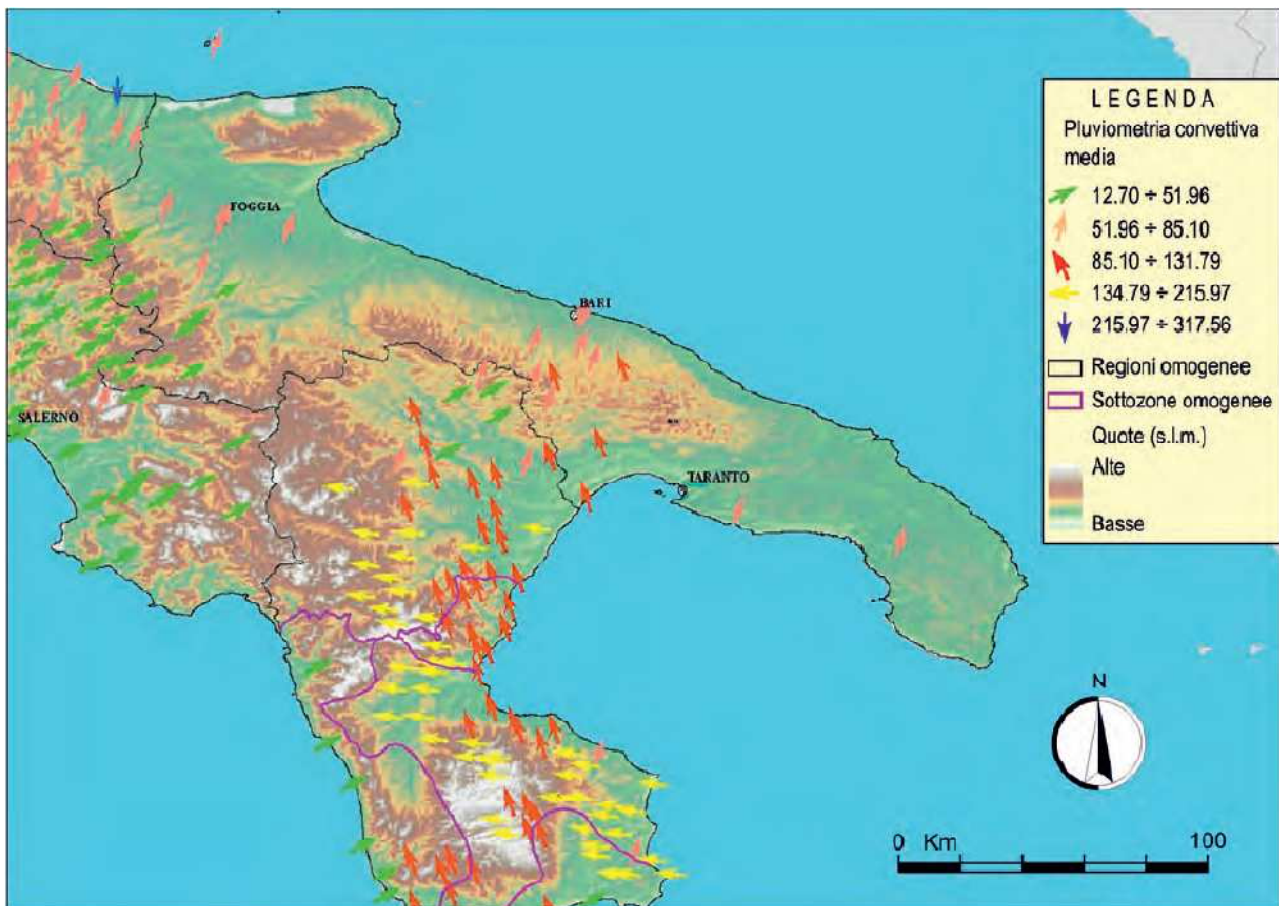 LEGENDA
Pluviometria convettiva
media
12.70 ÷ 51.96
51.96 ÷ 85.10
85.10 ÷ 131.79
134.79 ÷ 215.97
215.97 ÷ 317.56
Regioni omogenee
Sottozone omogenee
Quote (s.l.m.)
Alte
Basse
FOGGIA
BARI
SALERNO
TARANTO
N
0 Km 100